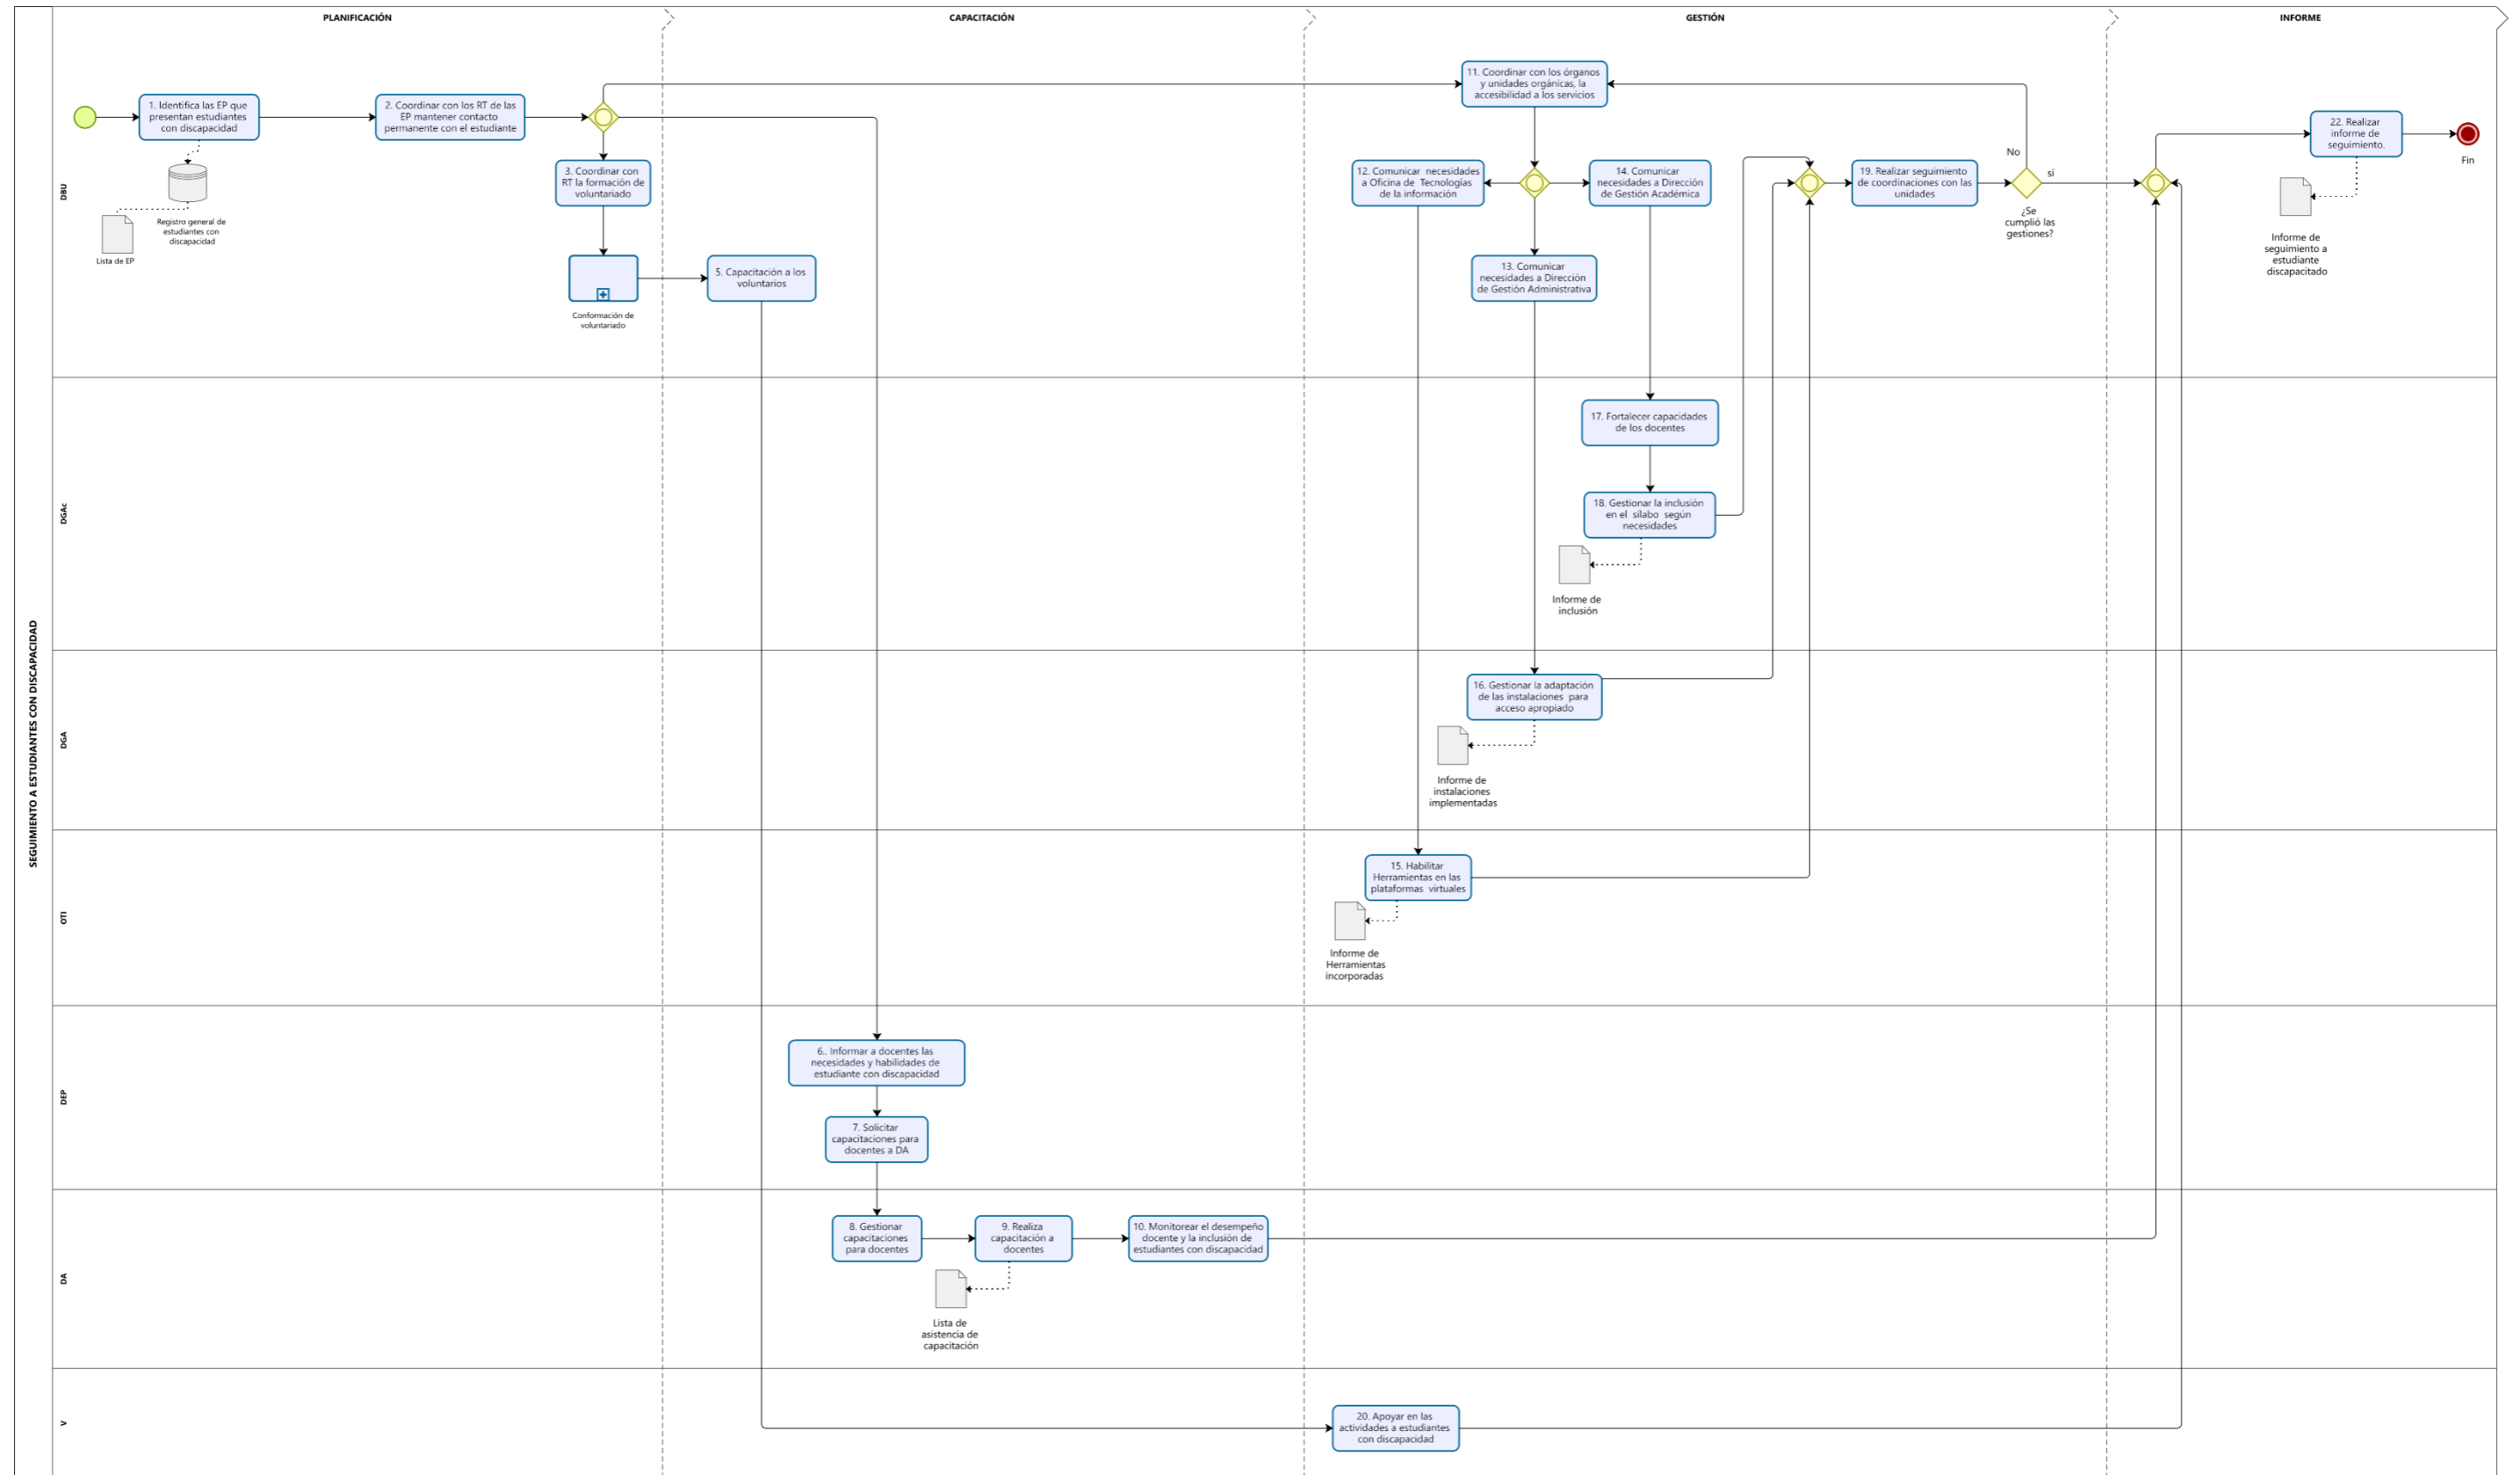 PLANIFICACIÓN
CAPACITACIÓN
GESTIÓN
INFORME
SEGUIMIENTO A ESTUDIANTES CON DISCAPACIDAD
DBU
1. Identifica las EP que
presentan estudiantes
con discapacidad
Registro general de
estudiantes con
discapacidad
Lista de EP
2. Coordinar con los RT de las
EP mantener contacto
permanente con el estudiante
3. Coordinar con
RT la formación de
voluntariado
Conformación de
voluntariado
5. Capacitación a los
voluntarios
11. Coordinar con los órganos
y unidades orgánicas, la
accesibilidad a los servicios
12. Comunicar necesidades
a Oficina de Tecnologías
de la información
14. Comunicar
necesidades a Dirección
de Gestión Académica
13. Comunicar
necesidades a Dirección
de Gestión Administrativa
19. Realizar seguimiento
de coordinaciones con las
unidades
No
si
¿Se
cumplió las
gestiones?
22. Realizar
informe de
seguimiento.
Fin
Informe de
seguimiento a
estudiante
discapacitado
DGAc
17. Fortalecer capacidades
de los docentes
18. Gestionar la inclusión
en el sílabo según
necesidades
Informe de
inclusión
DGA
16. Gestionar la adaptación
de las instalaciones para
acceso apropiado
Informe de
instalaciones
implementadas
OTI
15. Habilitar
Herramientas en las
plataformas virtuales
Informe de
Herramientas
incorporadas
DEP
6.. Informar a docentes las
necesidades y habilidades de
estudiante con discapacidad
7. Solicitar
capacitaciones para
docentes a DA
DA
8. Gestionar
capacitaciones
para docentes
9. Realiza
capacitación a
docentes
10. Monitorear el desempeño
docente y la inclusión de
estudiantes con discapacidad
Lista de
asistencia de
capacitación
V
20. Apoyar en las
actividades a estudiantes
con discapacidad